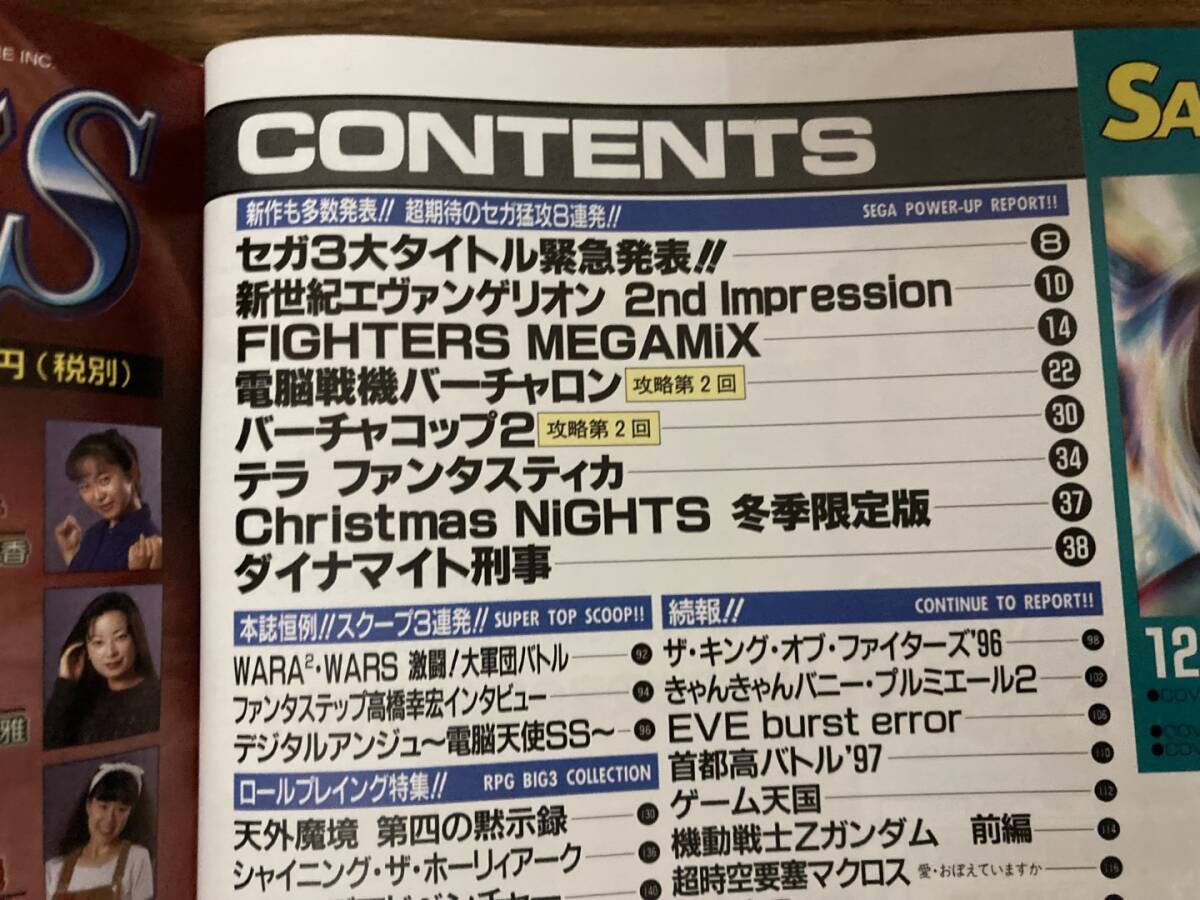 E INC.
円(税別)
香
雅
CONTENTS
新作も多数発表!! 超期待のセガ猛攻8連発!! SEGA POWER-UP REPORT!!
セガ3大タイトル緊急発表!! 8
新世紀エヴァンゲリオン 2nd Impression 10
FIGHTERS MEGAMiX 14
電脳戦機バーチャロン 攻略第2回 22
バーチャコップ2 攻略第2回 30
テラ ファンタスティカ 34
Christmas NiGHTS 冬季限定版 37
ダイナマイト刑事 38
本誌恒例!!スクープ3連発!! SUPER TOP SCOOP!!
WARA²・WARS 激闘!大軍団バトル 92
ファンタステップ高橋幸宏インタビュー 94
デジタルアンジュ〜電脳天使SS〜 96
ロールプレイング特集!! RPG BIG3 COLLECTION
天外魔境 第四の黙示録 130
シャイニング・ザ・ホーリィアーク 136
140
続報!! CONTINUE TO REPORT!!
ザ・キング・オブ・ファイターズ'96 98
きゃんきゃんバニー・プルミエール2 102
EVE burst error 106
首都高バトル'97 110
ゲーム天国 112
機動戦士Zガンダム 前編 114
超時空要塞マクロス 愛・おぼえていますか 116
SA
12